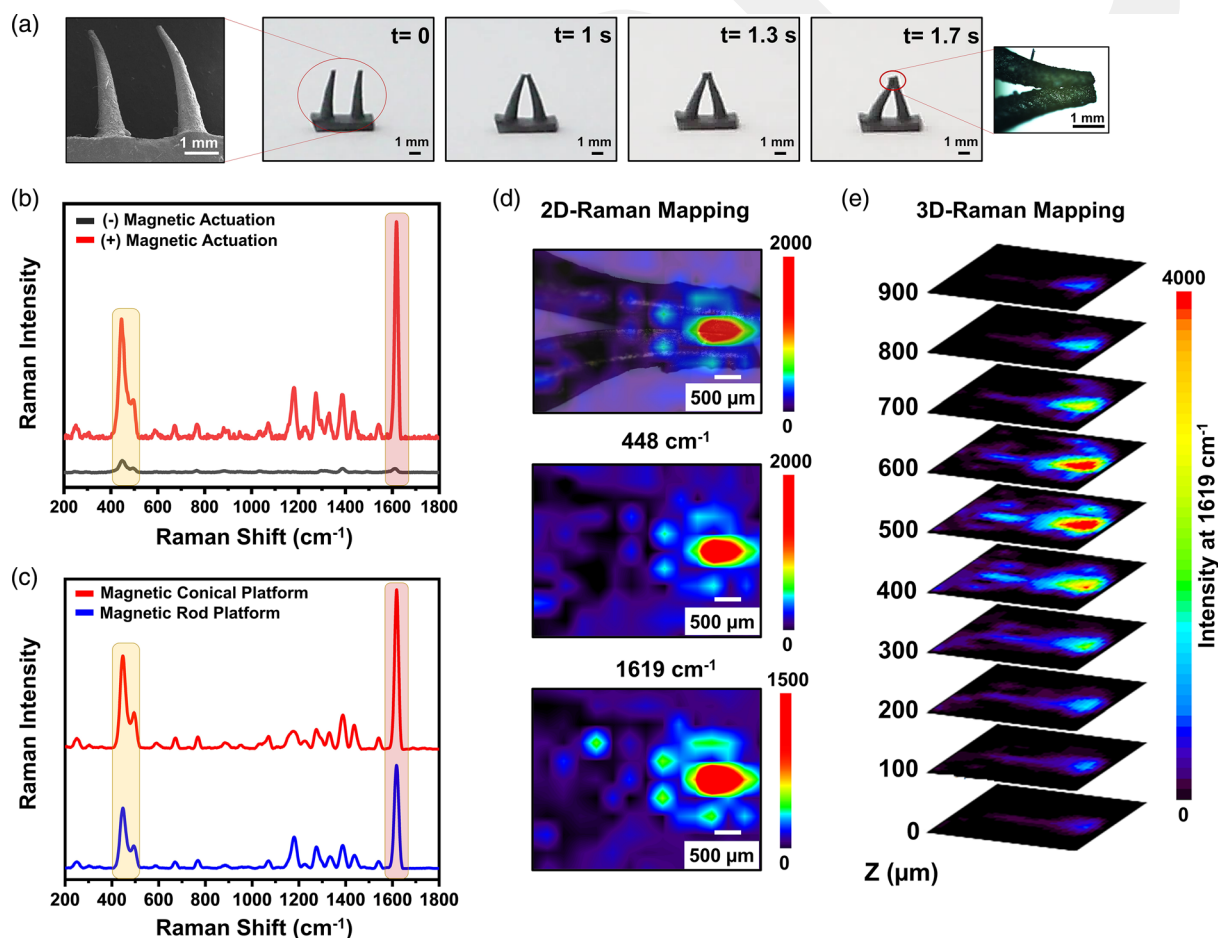 (a)
t= 0
t= 1 s
t= 1.3 s
t= 1.7 s
1 mm
1 mm
1 mm
1 mm
1 mm
1 mm
(b)
(-) Magnetic Actuation
(+) Magnetic Actuation
Raman Intensity
200 400 600 800 1000 1200 1400 1600 1800
Raman Shift (cm-1)
(c)
Magnetic Conical Platform
Magnetic Rod Platform
Raman Intensity
200 400 600 800 1000 1200 1400 1600 1800
Raman Shift (cm-1)
(d)
2D-Raman Mapping
2000
0
500 µm
448 cm-1
2000
0
500 µm
1619 cm-1
1500
0
500 µm
(e)
3D-Raman Mapping
900
800
700
600
500
400
300
200
100
0
Z (µm)
4000
Intensity at 1619 cm-1
0